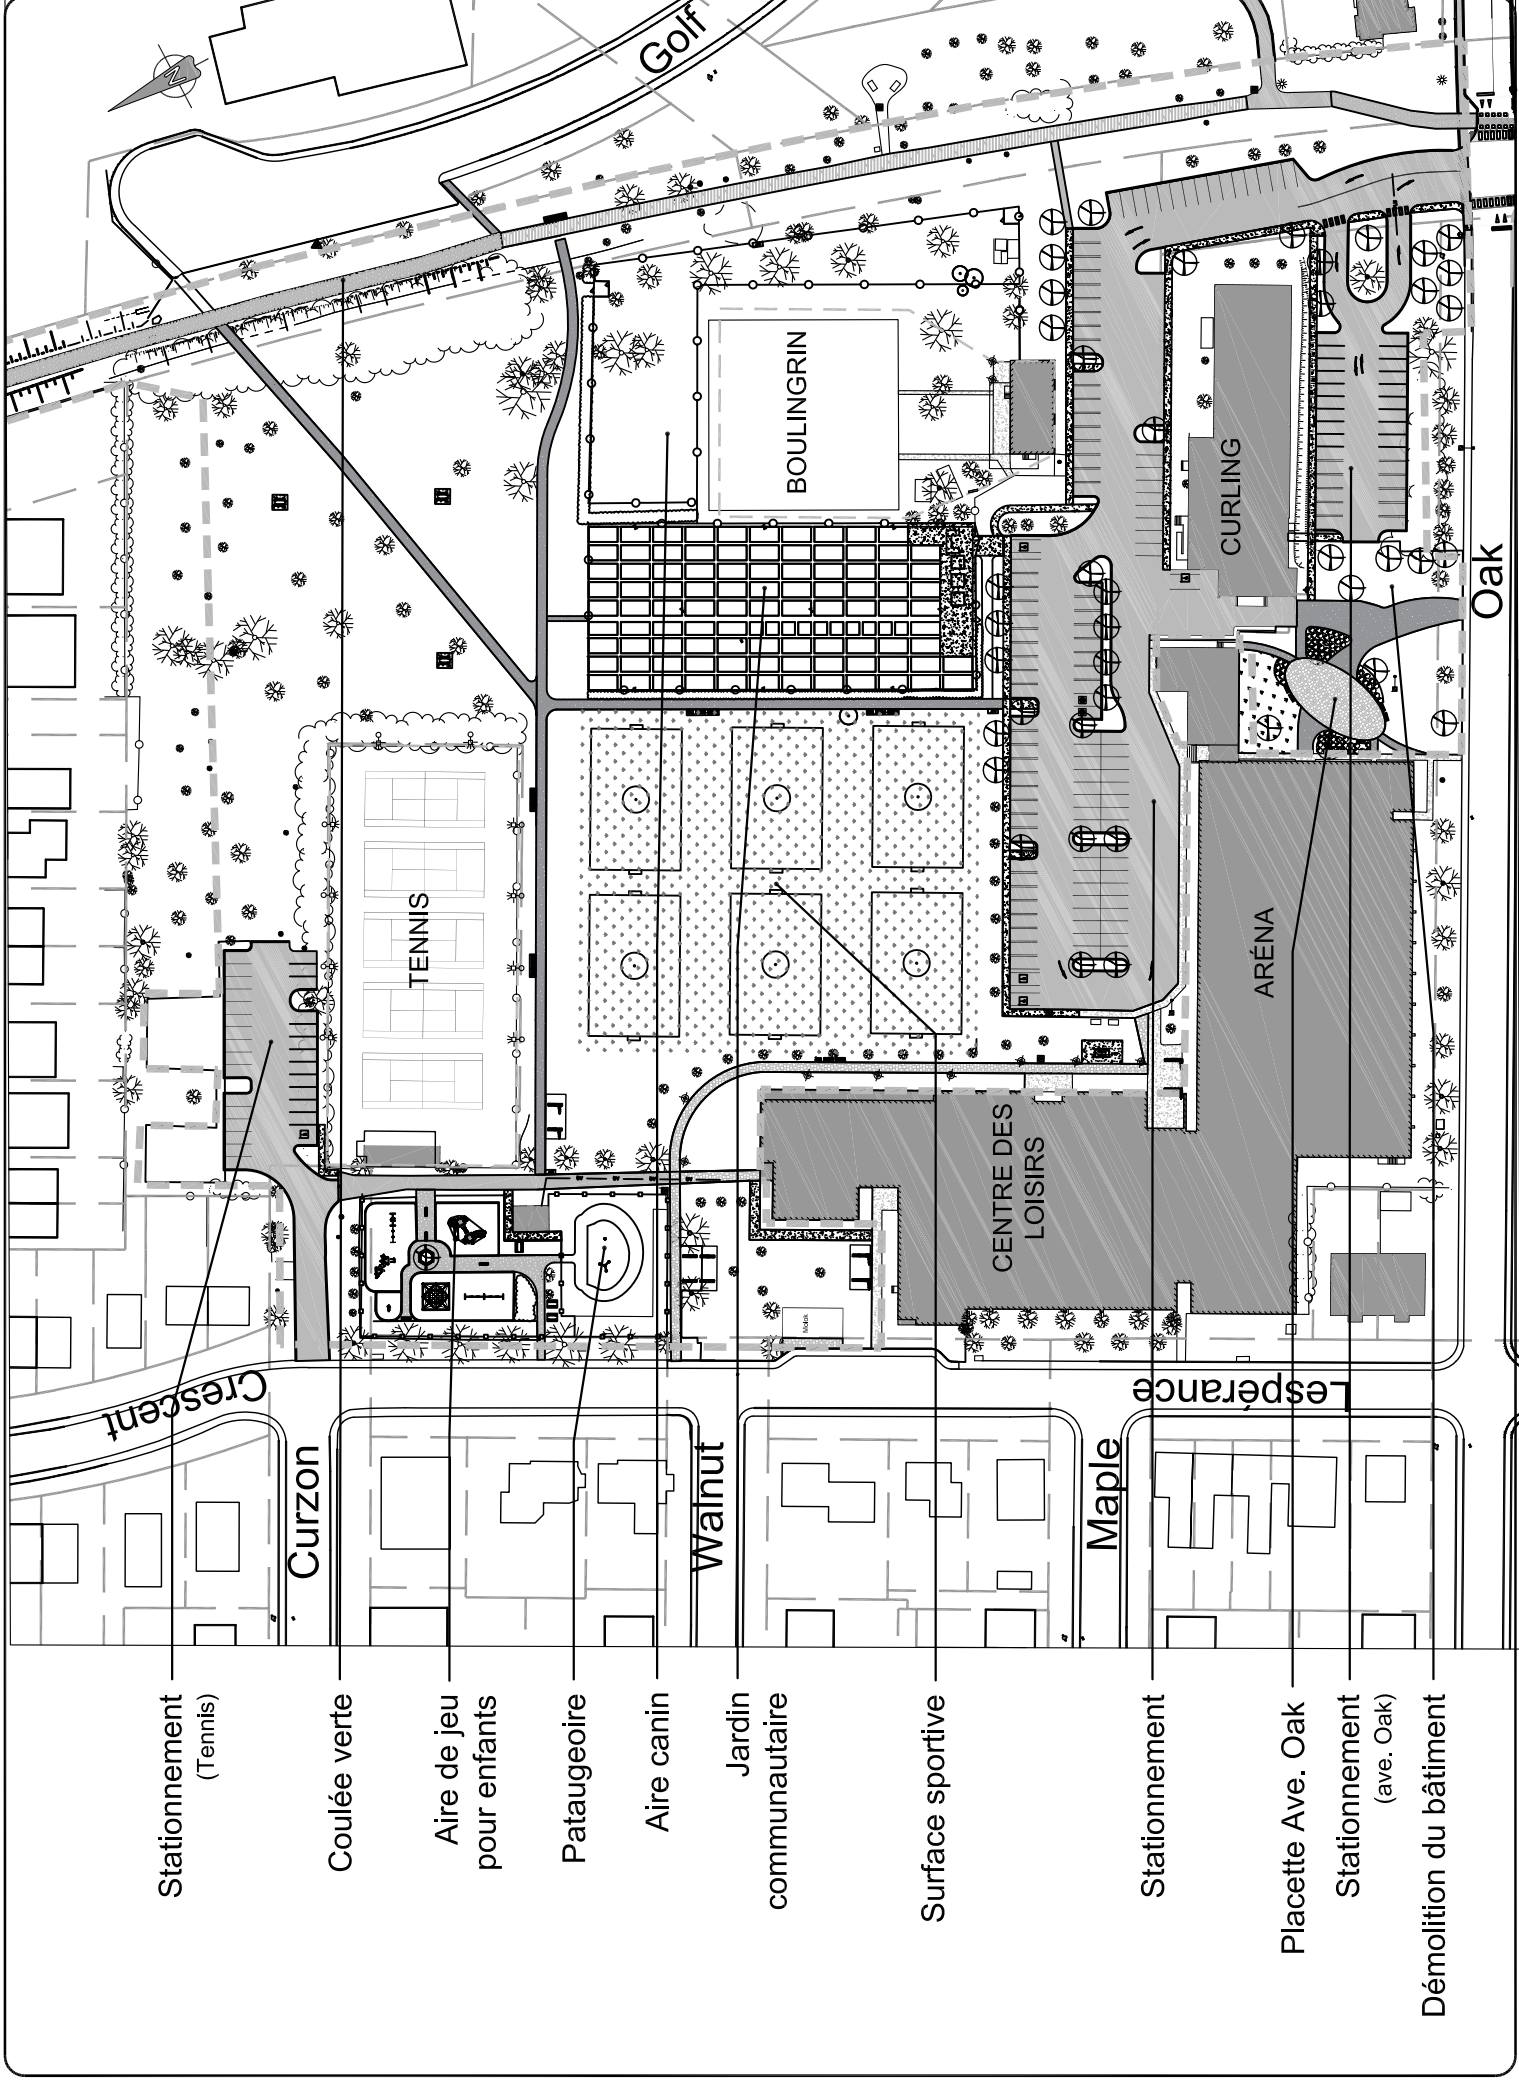 Golf
N
BOULINGRIN
CURLING
Oak
TENNIS
ARÉNA
CENTRE DES
LOISIRS
Molok
Crescent
Lespérance
Curzon
Walnut
Maple
Stationnement
(Tennis)
Coulée verte
Aire de jeu
pour enfants
Pataugeoire
Aire canin
Jardin
communautaire
Surface sportive
Stationnement
Placette Ave. Oak
Stationnement
(ave. Oak)
Démolition du bâtiment